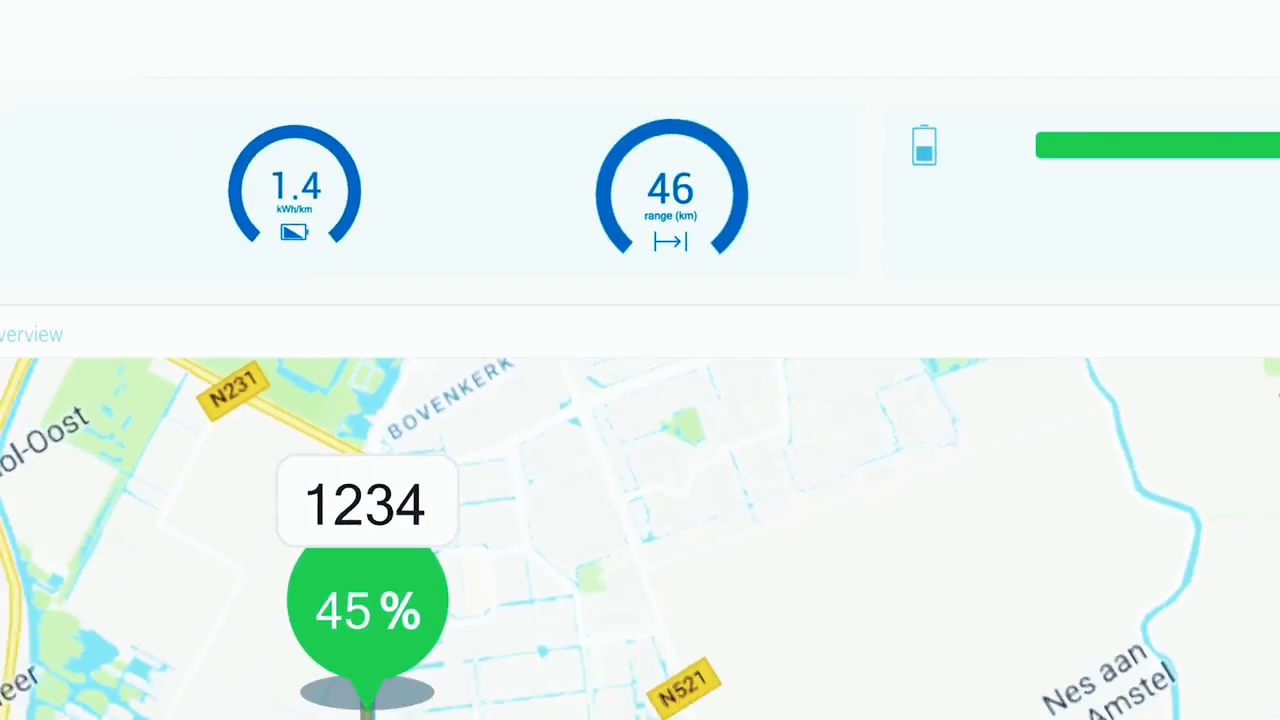 1.4
kWh/km
46
range (km)
verview
N231
BOVENKERK
ol-Oost
1234
45%
N521
eer
Nes aan
Amstel